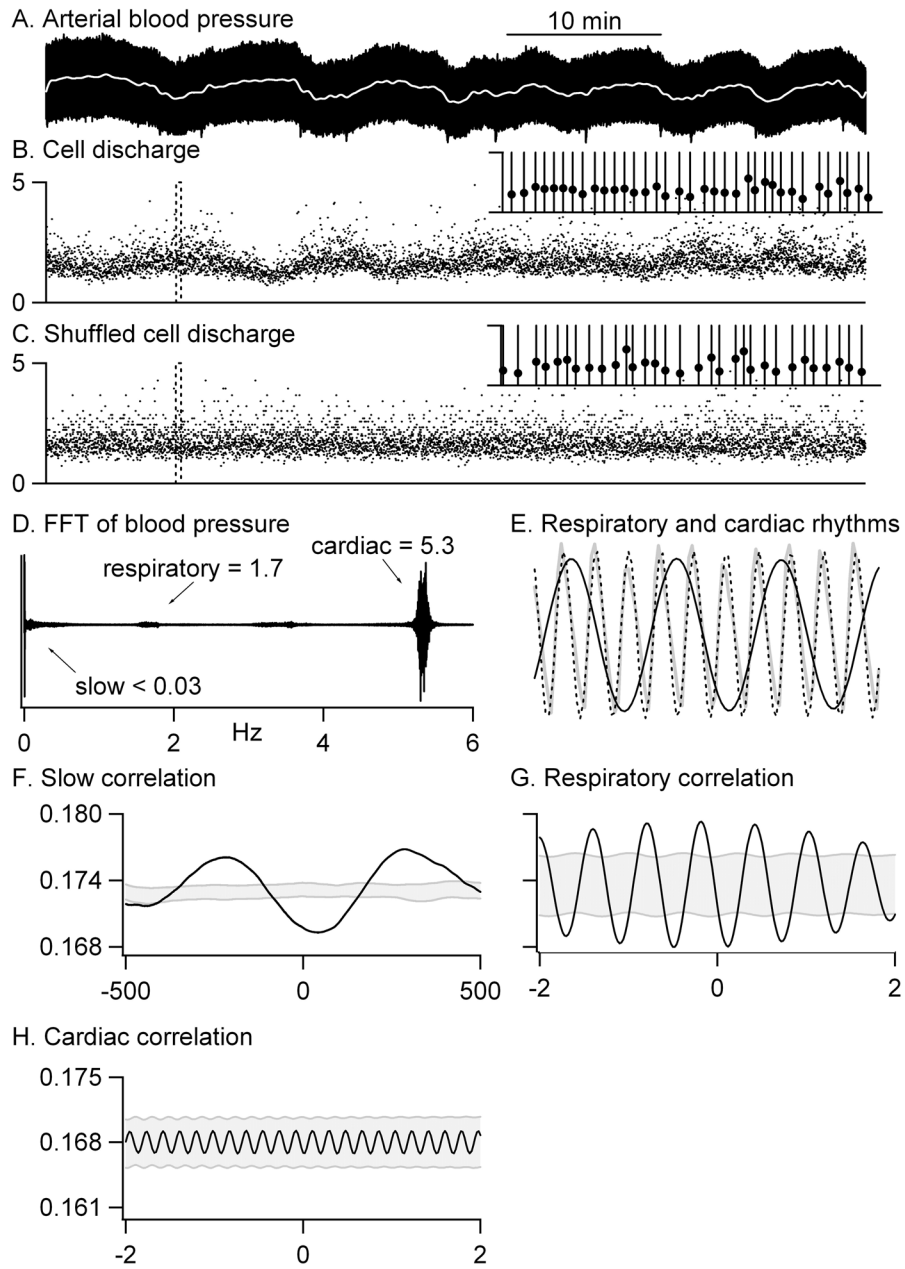 A. Arterial blood pressure
10 min
B. Cell discharge
5
0
C. Shuffled cell discharge
5
0
D. FFT of blood pressure
cardiac = 5.3
respiratory = 1.7
slow < 0.03
0
2
Hz
4
6
E. Respiratory and cardiac rhythms
F. Slow correlation
0.180
0.174
0.168
-500
0
500
G. Respiratory correlation
-2
0
2
H. Cardiac correlation
0.175
0.168
0.161
-2
0
2